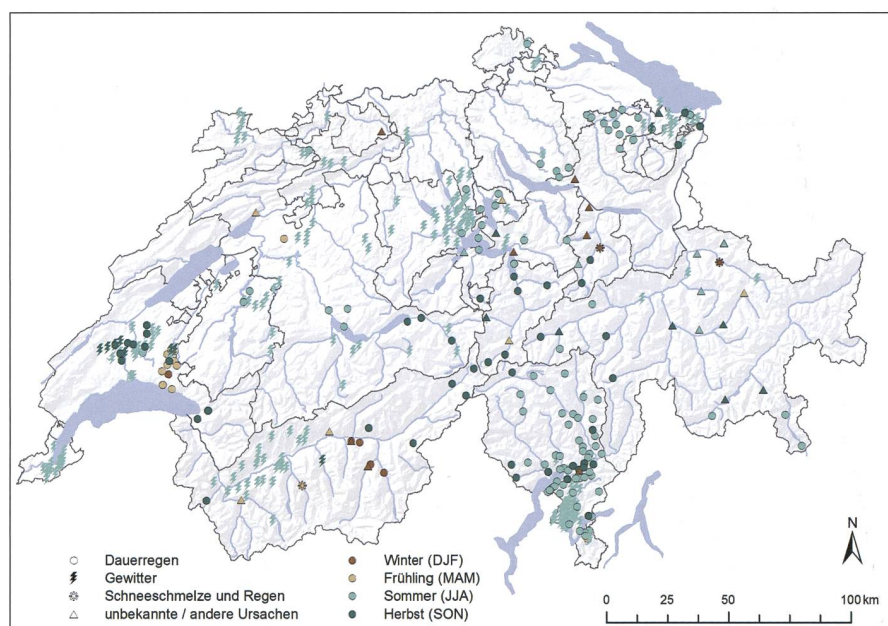 N
Dauerregen
Gewitter
Schneeschmelze und Regen
unbekannte / andere Ursachen
Winter (DJF)
Frühling (MAM)
Sommer (JJA)
Herbst (SON)
0 25 50 100 km